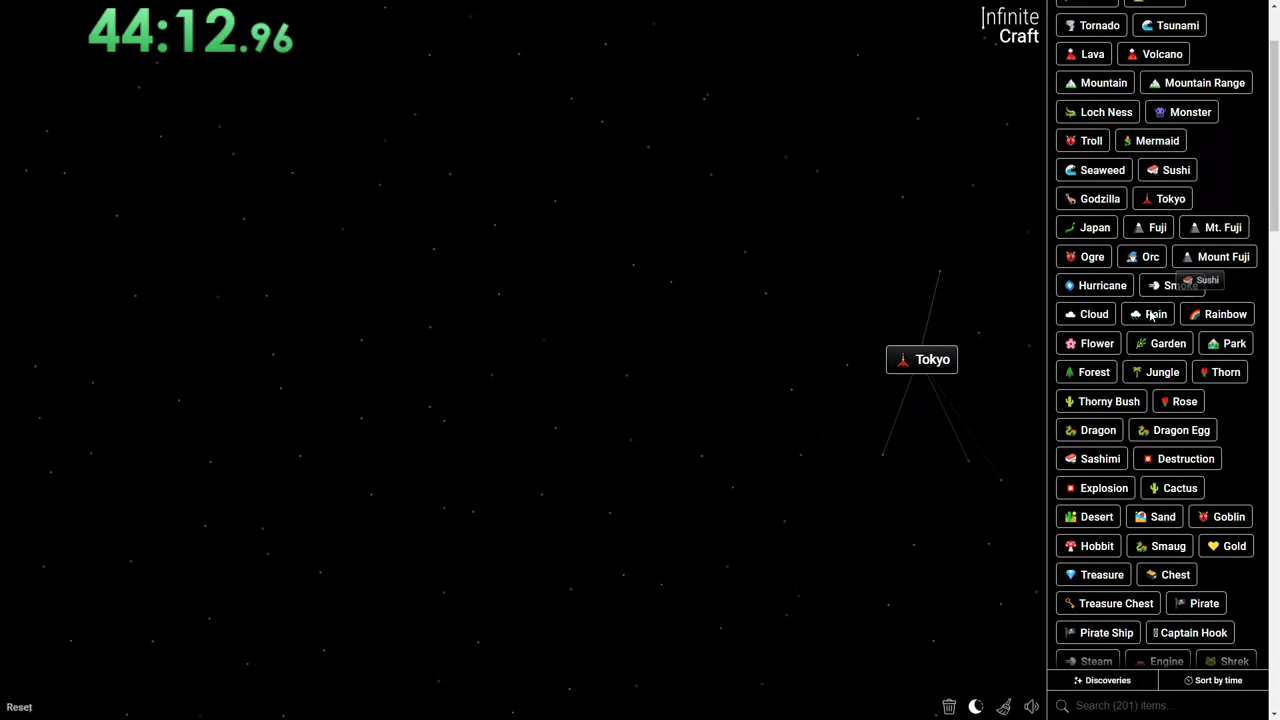 44:12.96
Infinite
Craft
Tornado Tsunami
Lava Volcano
Mountain Mountain Range
Loch Ness Monster
Troll Mermaid
Seaweed Sushi
Godzilla Tokyo
Japan Fuji Mt. Fuji
Ogre Orc Mount Fuji
Sushi
Hurricane
Cloud Rain Rainbow
Flower Garden Park
Tokyo
Forest Jungle Thorn
Thorny Bush Rose
Dragon Dragon Egg
Sashimi Destruction
Explosion Cactus
Desert Sand Goblin
Hobbit Smaug Gold
Treasure Chest
Treasure Chest Pirate
Pirate Ship Captain Hook
Steam Engine Shrek
Discoveries Sort by time
Reset Search (201) items...